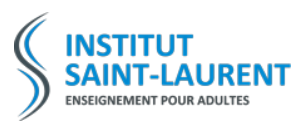 INSTITUT
SAINT-LAURENT
ENSEIGNEMENT POUR ADULTES